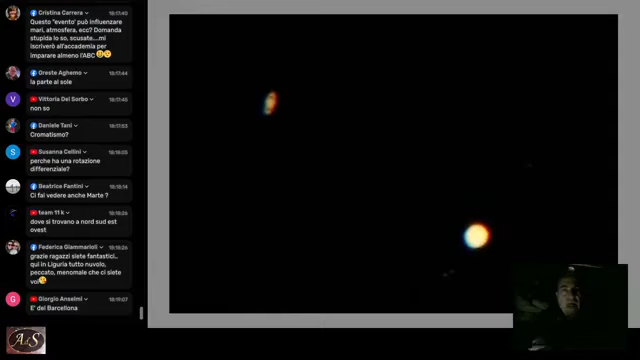 Cristina Carrera 18:17:40
Questo "evento" può influenzare
mari, atmosfera, ecc? Domanda
stupida lo so, scusate....mi
iscriverò all'accademia per
imparare almeno l'ABC
Oreste Aghemo 18:17:44
la parte al sole
V Vittoria Del Sorbo 18:17:45
non so
Daniele Tani 18:17:53
Cromatismo?
S Susanna Cellini 18:18:05
perche ha una rotazione
differenziale?
Beatrice Fantini 18:18:14
Ci fai vedere anche Marte ?
team 11 k 18:18:26
dove si trovano a nord sud est
ovest
Federica Giammarioli 18:18:26
grazie ragazzi siete fantastici..
qui in Liguria tutto nuvolo,
peccato, menomale che ci siete
voi
G Giorgio Anselmi 18:19:07
E' del Barcellona
AdS